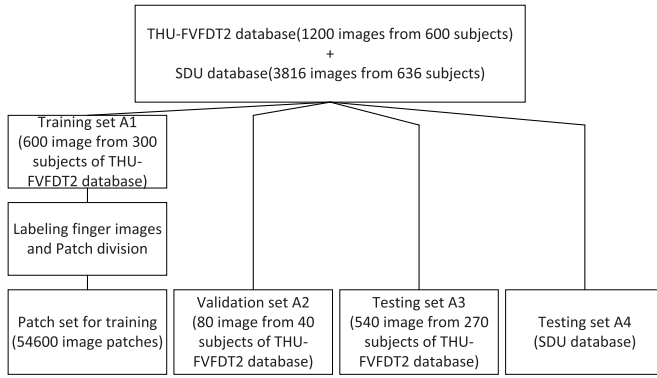 THU-FVFDT2 database(1200 images from 600 subjects)
+
SDU database(3816 images from 636 subjects)
Training set A1
(600 image from 300
subjects of THU-
FVFDT2 database)
Labeling finger images
and Patch division
Patch set for training
(54600 image patches)
Validation set A2
(80 image from 40
subjects of THU-
FVFDT2 database)
Testing set A3
(540 image from 270
subjects of THU-
FVFDT2 database)
Testing set A4
(SDU database)